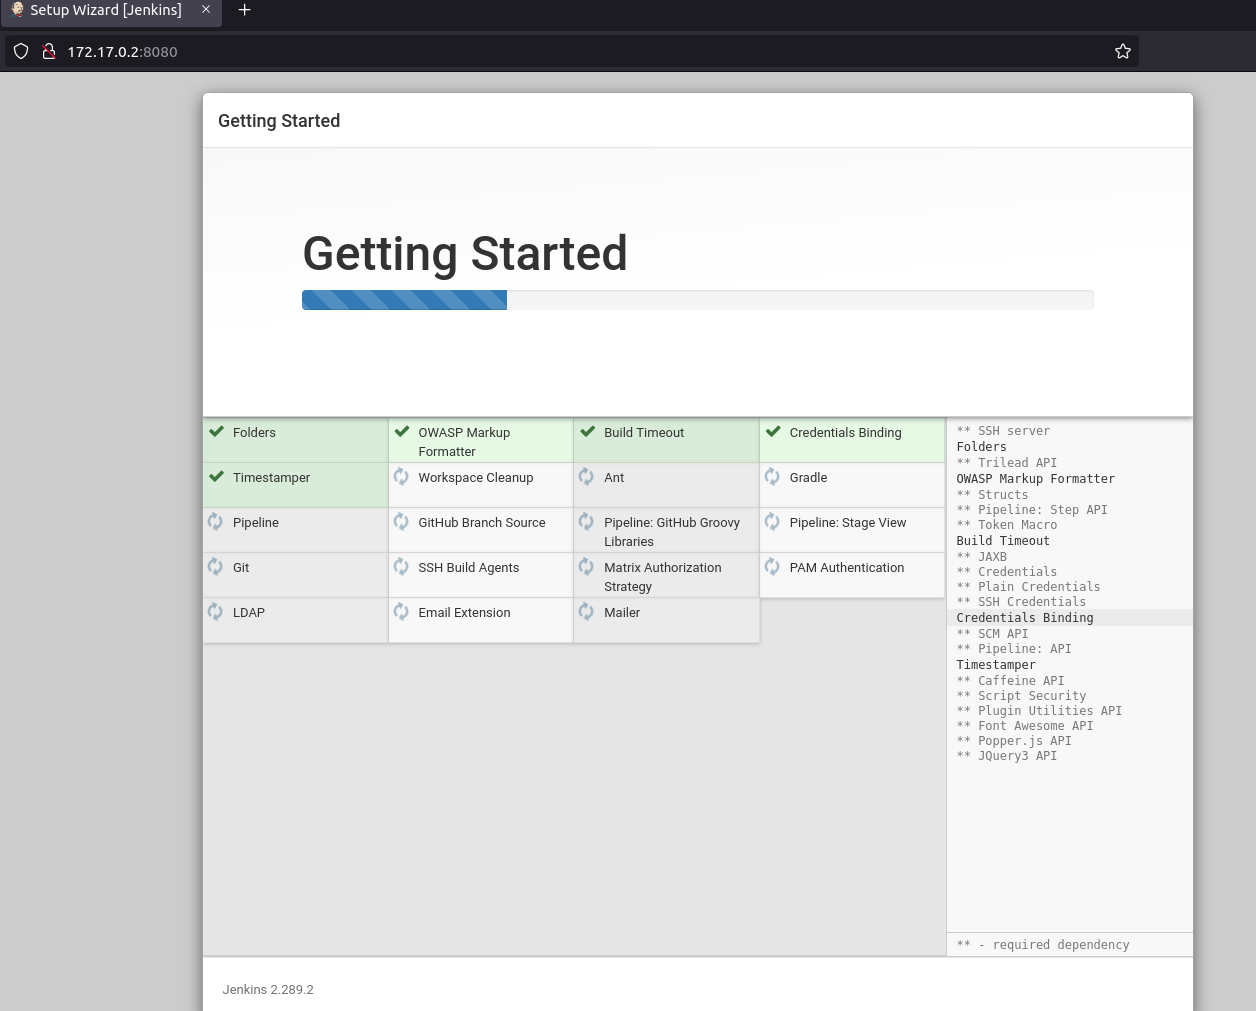 Setup Wizard [Jenkins]
172.17.0.2:8080
Getting Started
Getting Started
Folders
OWASP Markup
Formatter
Build Timeout
Credentials Binding
Timestamper
Workspace Cleanup
Ant
Gradle
Pipeline
GitHub Branch Source
Pipeline: GitHub Groovy
Libraries
Pipeline: Stage View
Git
SSH Build Agents
Matrix Authorization
Strategy
PAM Authentication
LDAP
Email Extension
Mailer
** SSH server
Folders
** Trilead API
OWASP Markup Formatter
** Structs
** Pipeline: Step API
** Token Macro
Build Timeout
** JAXB
** Credentials
** Plain Credentials
** SSH Credentials
Credentials Binding
** SCM API
** Pipeline: API
Timestamper
** Caffeine API
** Script Security
** Plugin Utilities API
** Font Awesome API
** Popper.js API
** JQuery3 API
** - required dependency
Jenkins 2.289.2